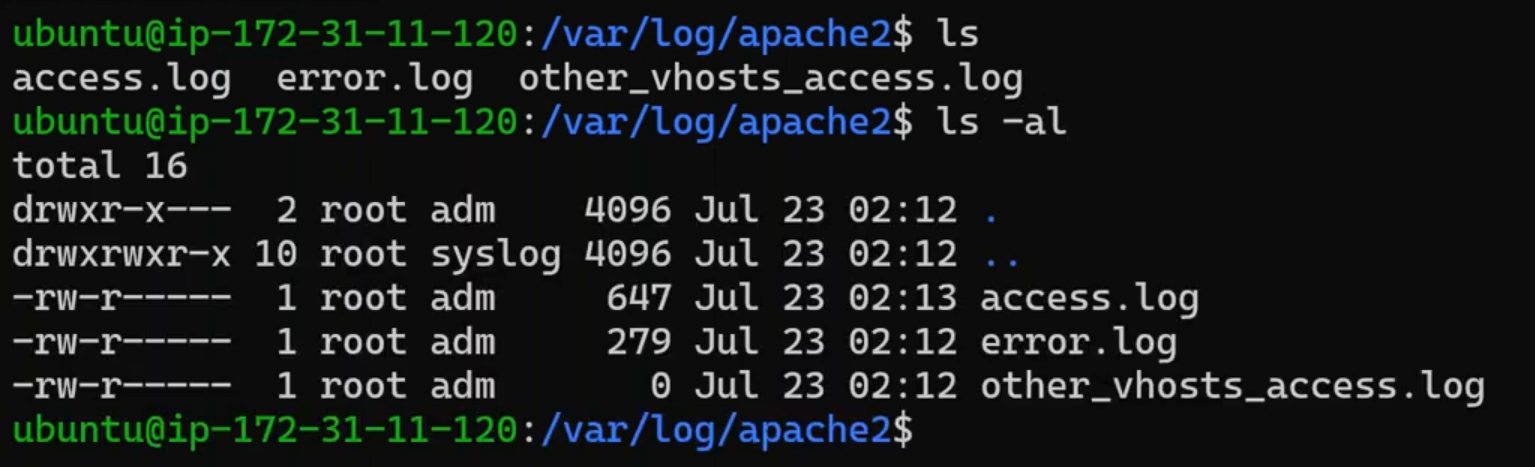 ubuntu@ip-172-31-11-120:/var/log/apache2$ ls
access.log  error.log  other_vhosts_access.log
ubuntu@ip-172-31-11-120:/var/log/apache2$ ls -al
total 16
drwxr-x---  2 root adm    4096 Jul 23 02:12 .
drwxrwxr-x 10 root syslog 4096 Jul 23 02:12 ..
-rw-r-----  1 root adm     647 Jul 23 02:13 access.log
-rw-r-----  1 root adm     279 Jul 23 02:12 error.log
-rw-r-----  1 root adm       0 Jul 23 02:12 other_vhosts_access.log
ubuntu@ip-172-31-11-120:/var/log/apache2$